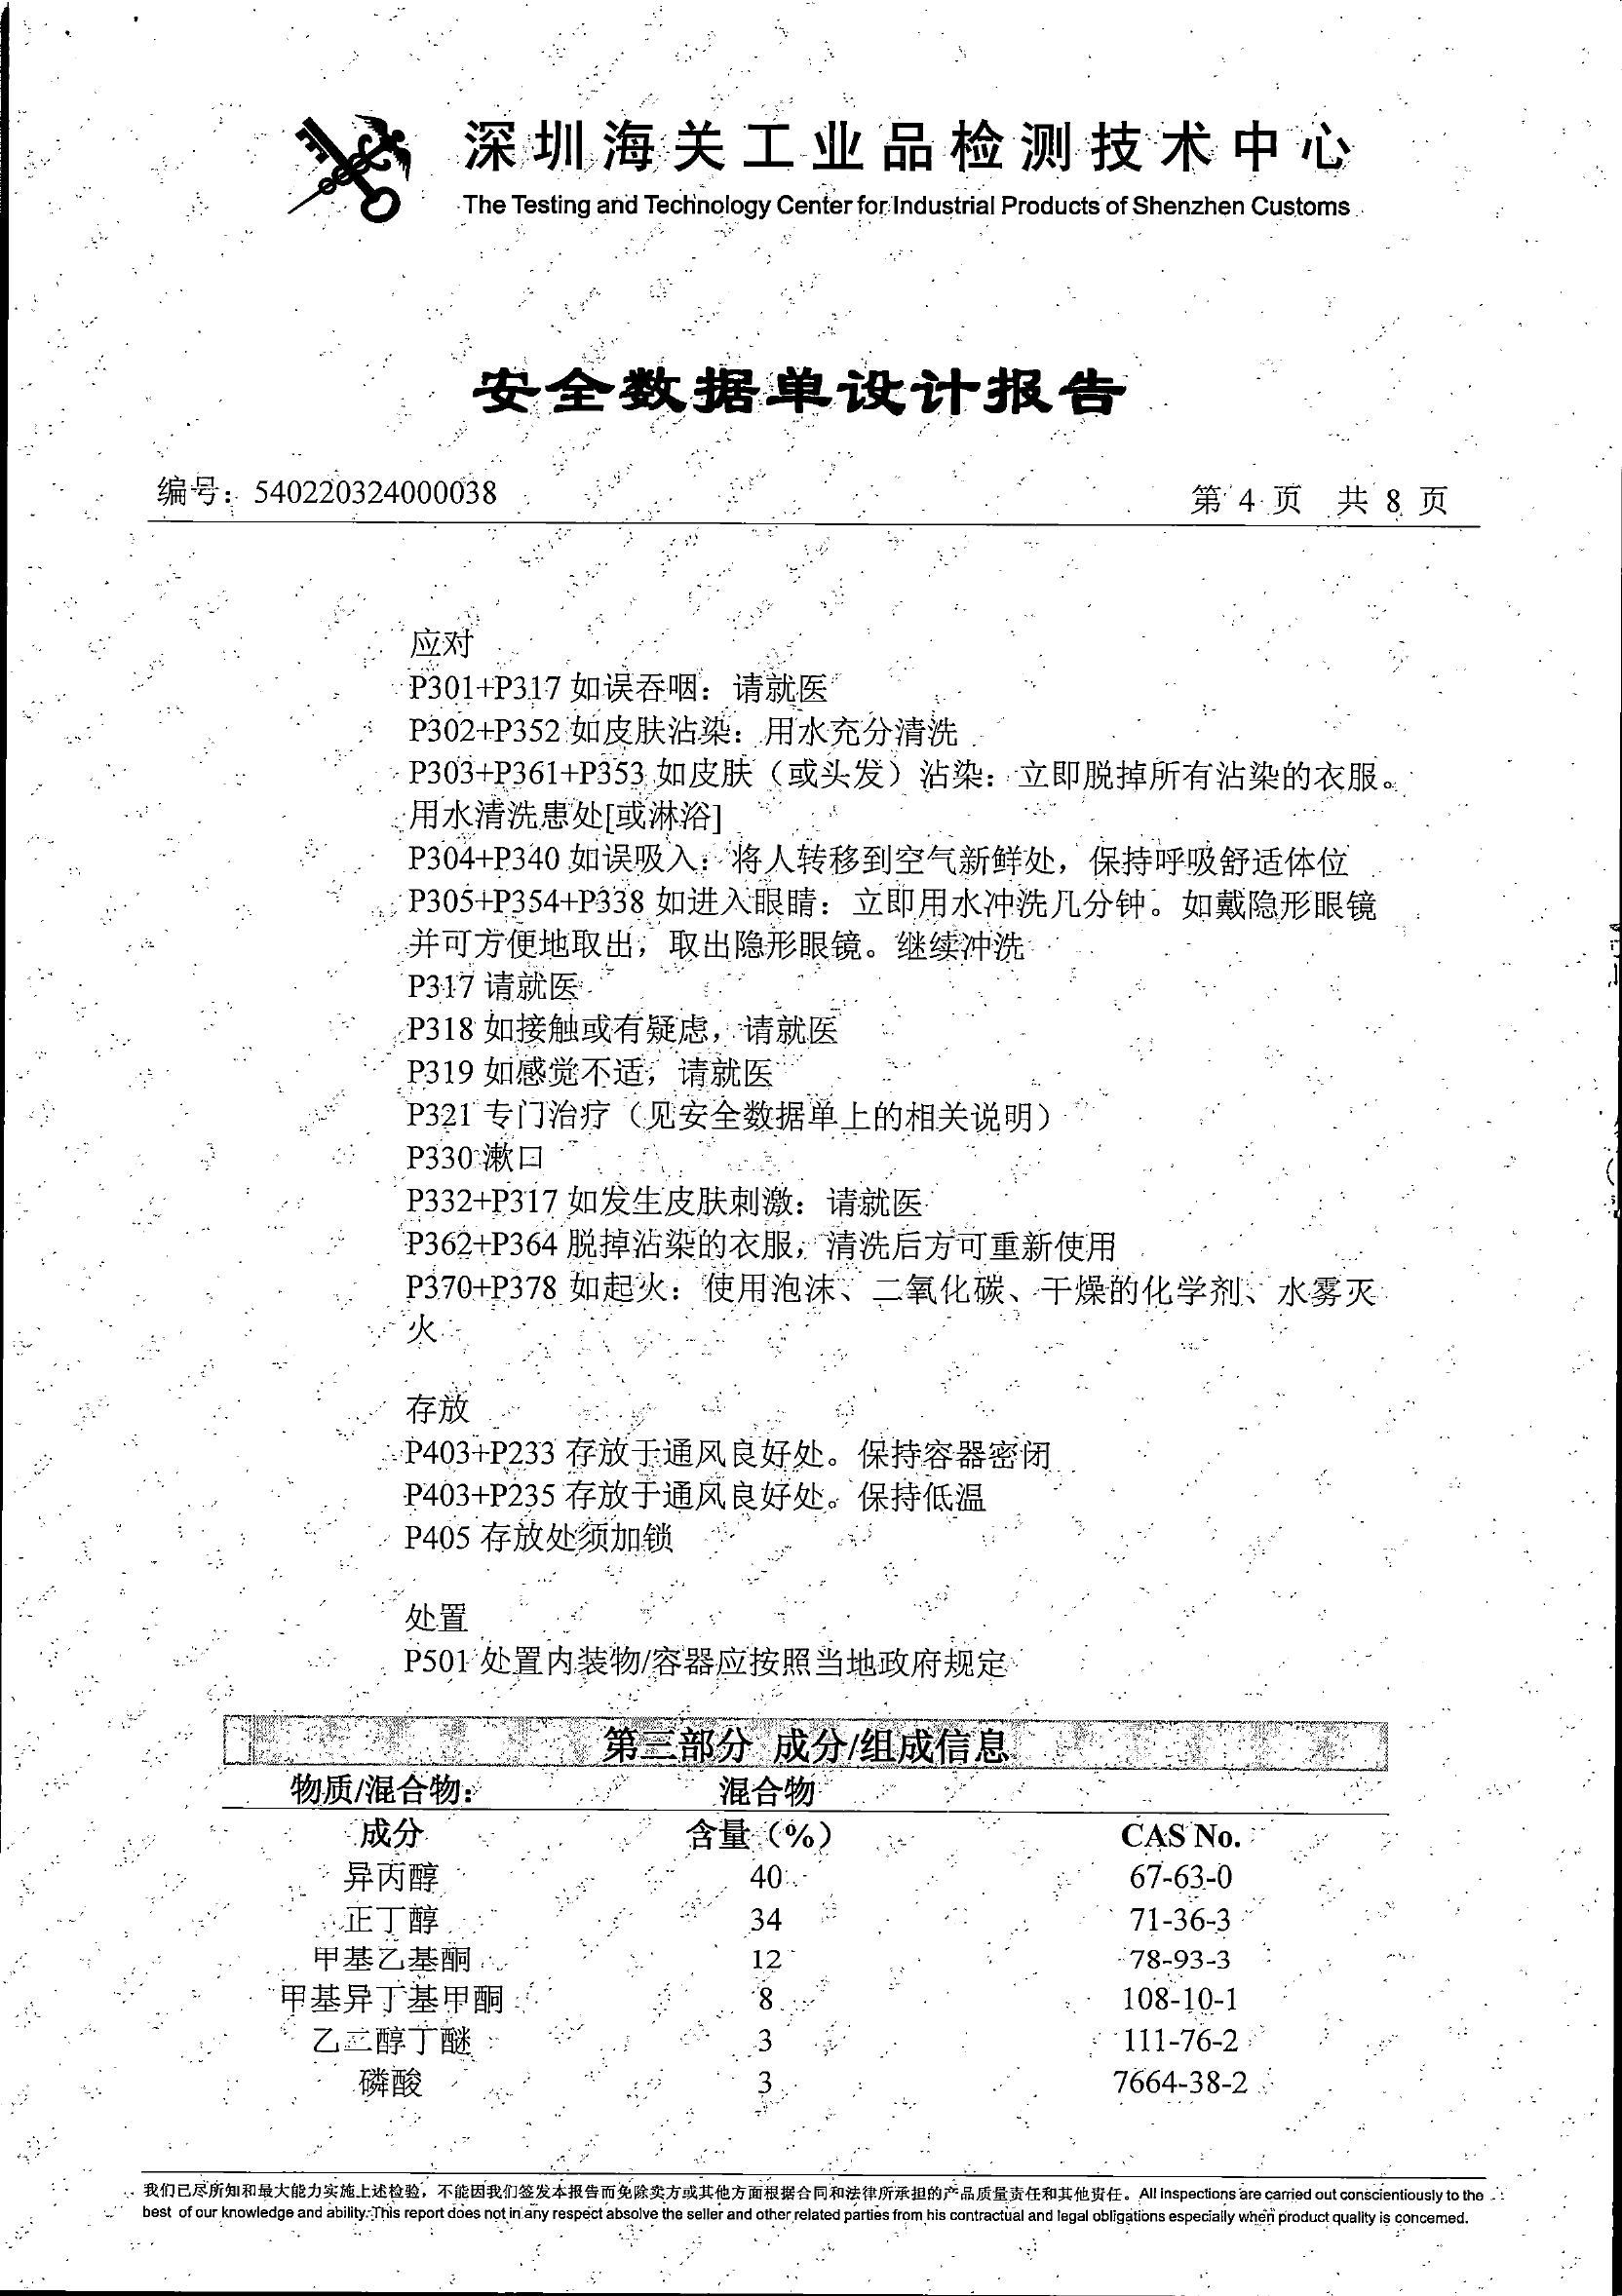 深圳海关工业品检测技术中心
The Testing and Technology Center for Industrial Products of Shenzhen Customs
安全数据单设计报告
编号：540220324000038
第 4 页 共 8 页
应对
P301+P317 如误吞咽：请就医
P302+P352 如皮肤沾染：用水充分清洗
P303+P361+P353 如皮肤（或头发）沾染：立即脱掉所有沾染的衣服。
用水清洗患处[或淋浴]
P304+P340 如误吸入：将人转移到空气新鲜处，保持呼吸舒适体位
P305+P354+P338 如进入眼睛：立即用水冲洗几分钟。如戴隐形眼镜
并可方便地取出，取出隐形眼镜。继续冲洗
P317 请就医
P318 如接触或有疑虑，请就医
P319 如感觉不适，请就医
P321 专门治疗（见安全数据单上的相关说明）
P330 漱口
P332+P317 如发生皮肤刺激：请就医
P362+P364 脱掉沾染的衣服，清洗后方可重新使用
P370+P378 如起火：使用泡沫、二氧化碳、干燥的化学剂、水雾灭
火
存放
P403+P233 存放于通风良好处。保持容器密闭
P403+P235 存放于通风良好处。保持低温
P405 存放处须加锁
处置
P501 处置内装物/容器应按照当地政府规定
第三部分 成分/组成信息
物质/混合物： 混合物
成分 含量（%） CAS No.
异丙醇 40 67-63-0
正丁醇 34 71-36-3
甲基乙基酮 12 78-93-3
甲基异丁基甲酮 8 108-10-1
乙二醇丁醚 3 111-76-2
磷酸 3 7664-38-2
我们已尽所知和最大能力实施上述检验，不能因我们签发本报告而免除卖方或其他方面根据合同和法律所承担的产品质量责任和其他责任。All inspections are carried out conscientiously to the
best of our knowledge and ability. This report does not in any respect absolve the seller and other related parties from his contractual and legal obligations especially when product quality is concerned.